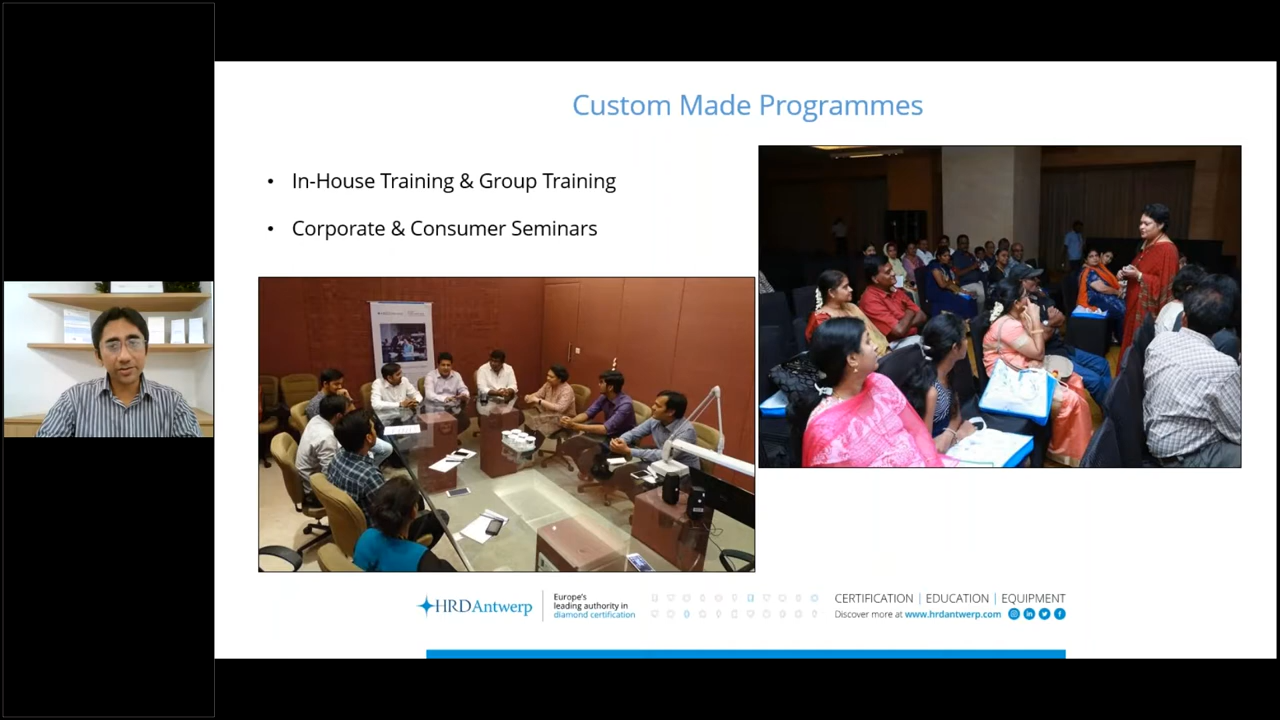 Custom Made Programmes
• In-House Training & Group Training
• Corporate & Consumer Seminars
HRDAntwerp
Europe's
leading authority in
diamond certification
CERTIFICATION | EDUCATION | EQUIPMENT
Discover more at www.hrdantwerp.com